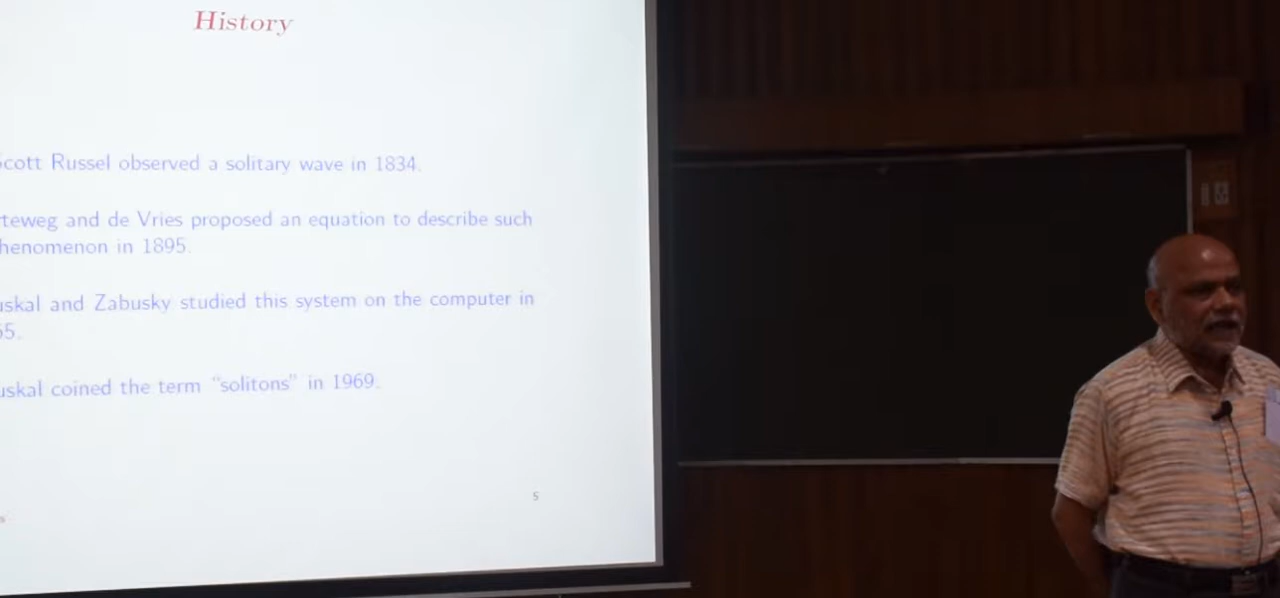 History
Scott Russel observed a solitary wave in 1834.
rteweg and de Vries proposed an equation to describe such
henomenon in 1895.
uskal and Zabusky studied this system on the computer in
65.
uskal coined the term "solitons" in 1969.
5